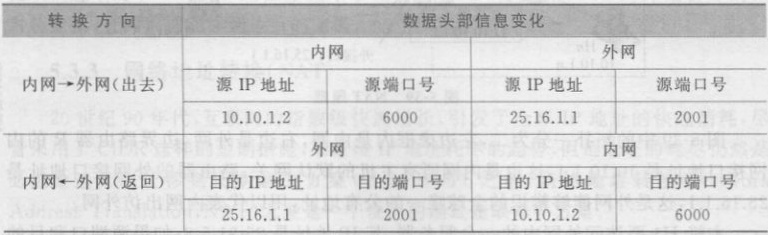 转换方向 数据头部信息变化
内网 外网
内网→外网(出去) 源 IP 地址 源端口号 源 IP 地址 源端口号
10.10.1.2 6000 25.16.1.1 2001
外网 内网
内网←外网(返回) 目的 IP 地址 目的端口号 目的 IP 地址 目的端口号
25.16.1.1 2001 10.10.1.2 6000